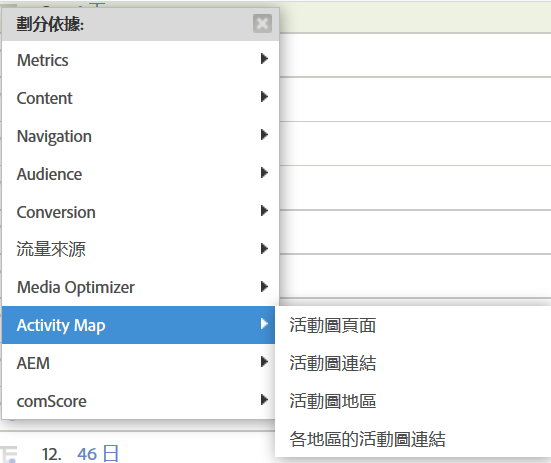 劃分依據:
Metrics
Content
Navigation
Audience
Conversion
流量來源
Media Optimizer
Activity Map
AEM
comScore
活動圖頁面
活動圖連結
活動圖地區
各地區的活動圖連結
12. 46 日